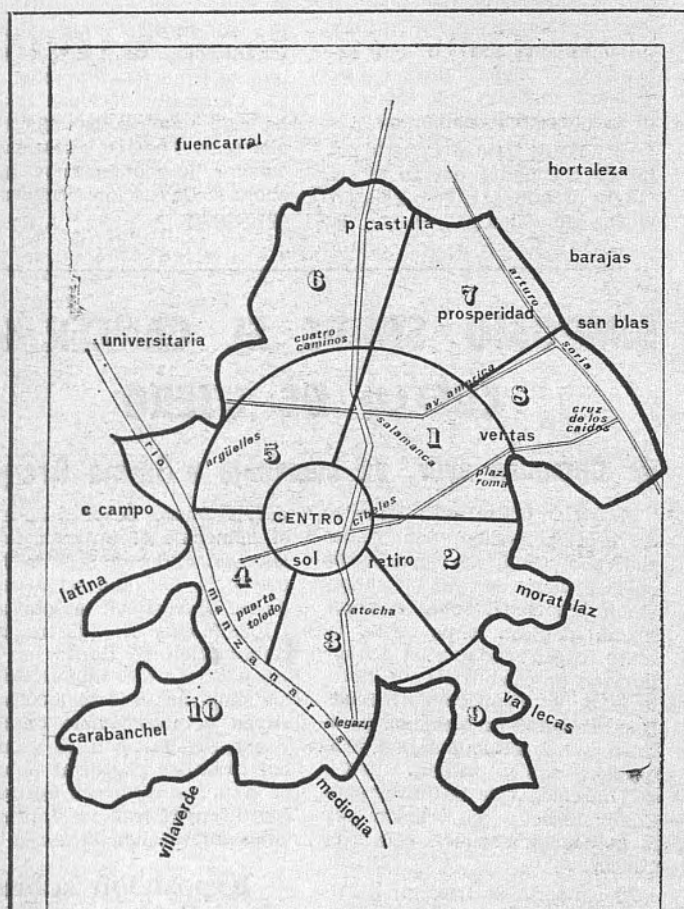 fuencarral
hortaleza
p. castilla
barajas
6
7
arturo
prosperidad
san blas
universitaria
cuatro
caminos
soria
av. america
8
cruz
de los
caidos
salamanca
1
ventas
argüelles
5
plaza
roma
rio
c campo
CENTRO
cibeles
sol
retiro
2
latina
4
manzanares
puerta
toledo
atocha
moratalaz
3
10
9
vallecas
legazpi
carabanchel
villaverde
mediodia